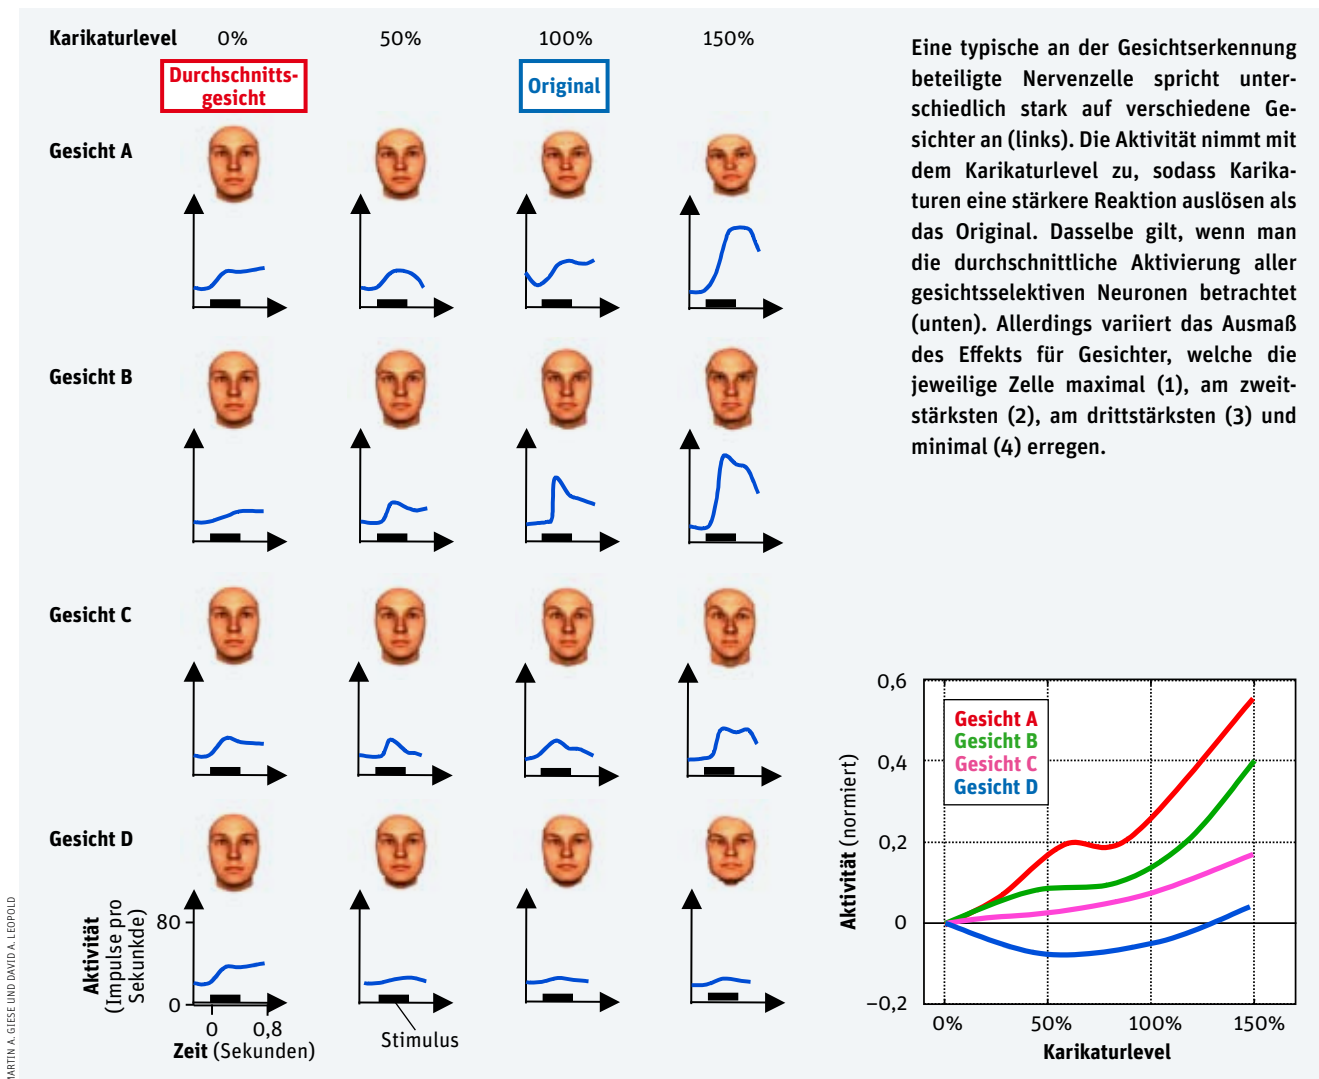 Karikaturlevel 0% 50% 100% 150%
Durchschnitts-
gesicht
Original
Gesicht A
Gesicht B
Gesicht C
Gesicht D
Aktivität
(Impulse pro
Sekunkde)
80
0
0 0,8
Zeit (Sekunden)
Stimulus
Eine typische an der Gesichtserkennung
beteiligte Nervenzelle spricht unter-
schiedlich stark auf verschiedene Ge-
sichter an (links). Die Aktivität nimmt mit
dem Karikaturlevel zu, sodass Karika-
turen eine stärkere Reaktion auslösen als
das Original. Dasselbe gilt, wenn man
die durchschnittliche Aktivierung aller
gesichtsselektiven Neuronen betrachtet
(unten). Allerdings variiert das Ausmaß
des Effekts für Gesichter, welche die
jeweilige Zelle maximal (1), am zweit-
stärksten (2), am drittstärksten (3) und
minimal (4) erregen.
Aktivität (normiert)
0,6
0,4
0,2
0
−0,2
Gesicht A
Gesicht B
Gesicht C
Gesicht D
0% 50% 100% 150%
Karikaturlevel
MARTIN A. GIESE UND DAVID A. LEOPOLD